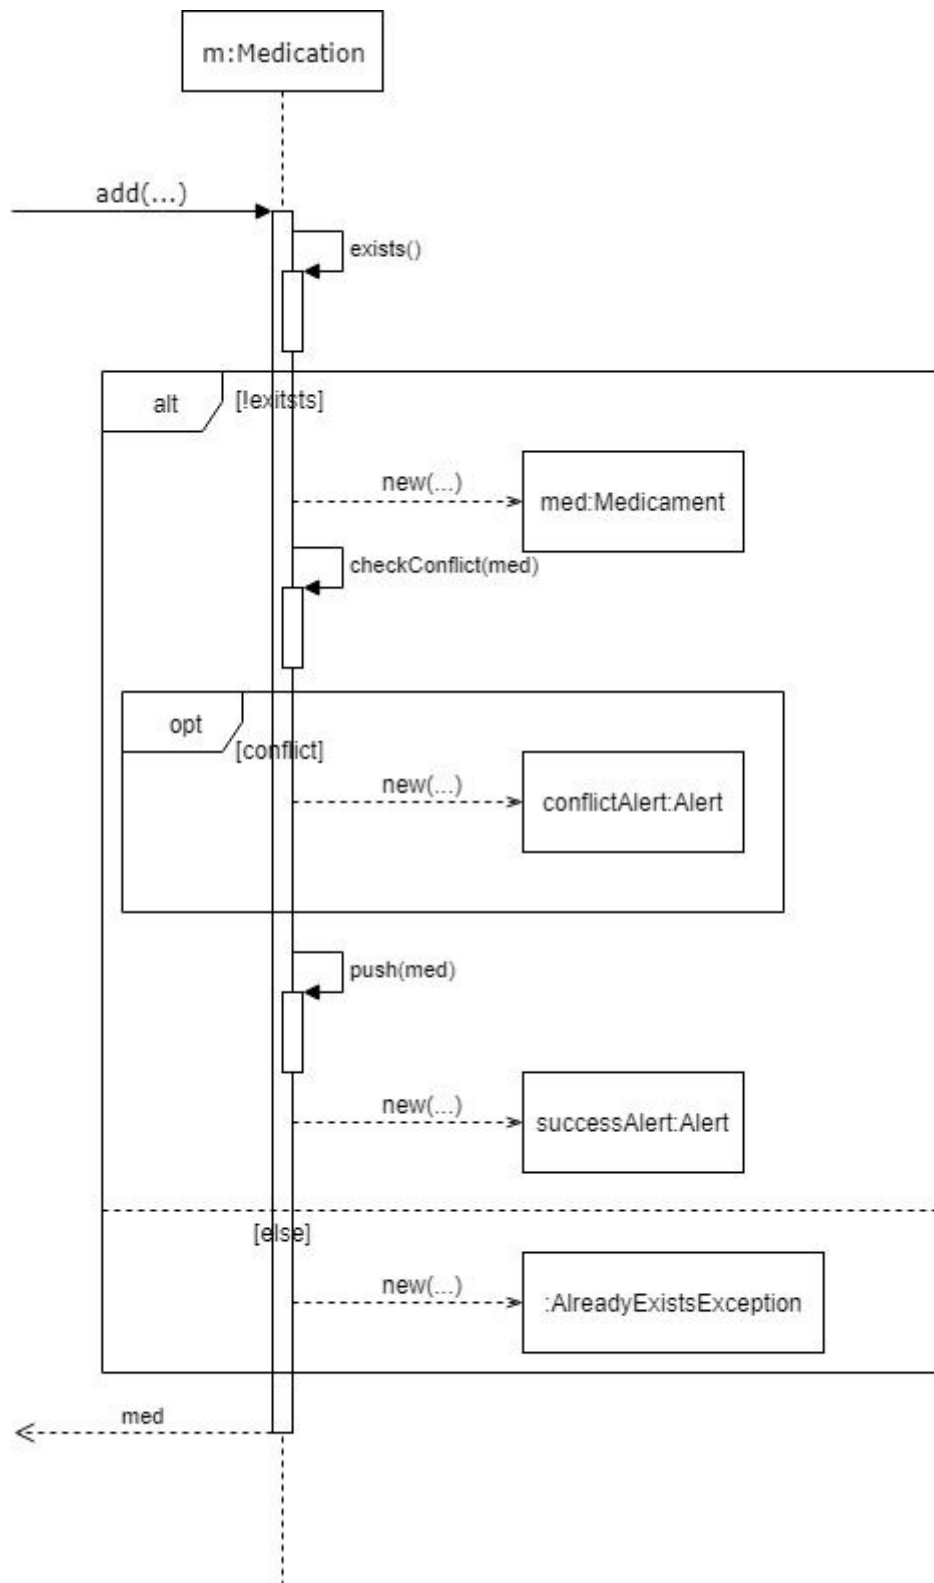 m:Medication
add(...)
exists()
alt
[!exitsts]
new(...)
med:Medicament
checkConflict(med)
opt
[conflict]
new(...)
conflictAlert:Alert
push(med)
new(...)
successAlert:Alert
[else]
new(...)
:AlreadyExistsException
med